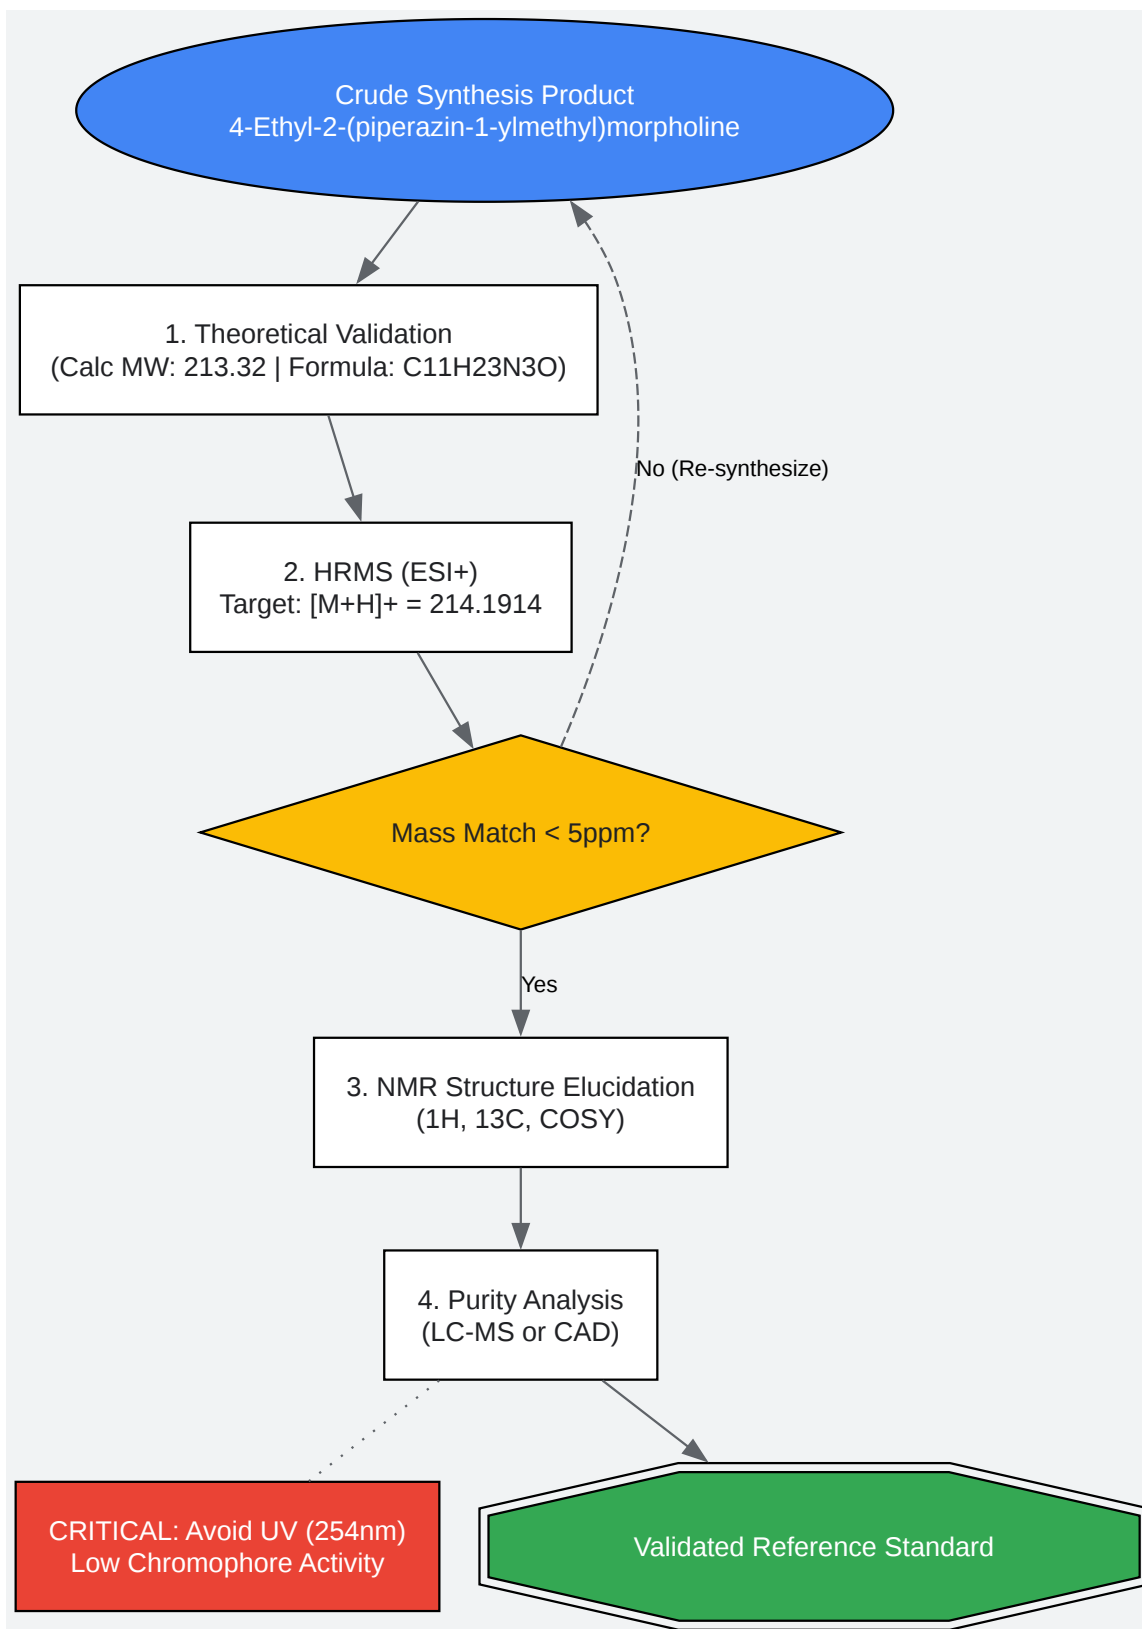 Crude Synthesis Product
4-Ethyl-2-(piperazin-1-ylmethyl)morpholine
1. Theoretical Validation
(Calc MW: 213.32 | Formula: C11H23N3O)
No (Re-synthesize)
2. HRMS (ESI+)
Target: [M+H]+ = 214.1914
Mass Match < 5ppm?
Yes
3. NMR Structure Elucidation
(1H, 13C, COSY)
4. Purity Analysis
(LC-MS or CAD)
CRITICAL: Avoid UV (254nm)
Low Chromophore Activity
Validated Reference Standard